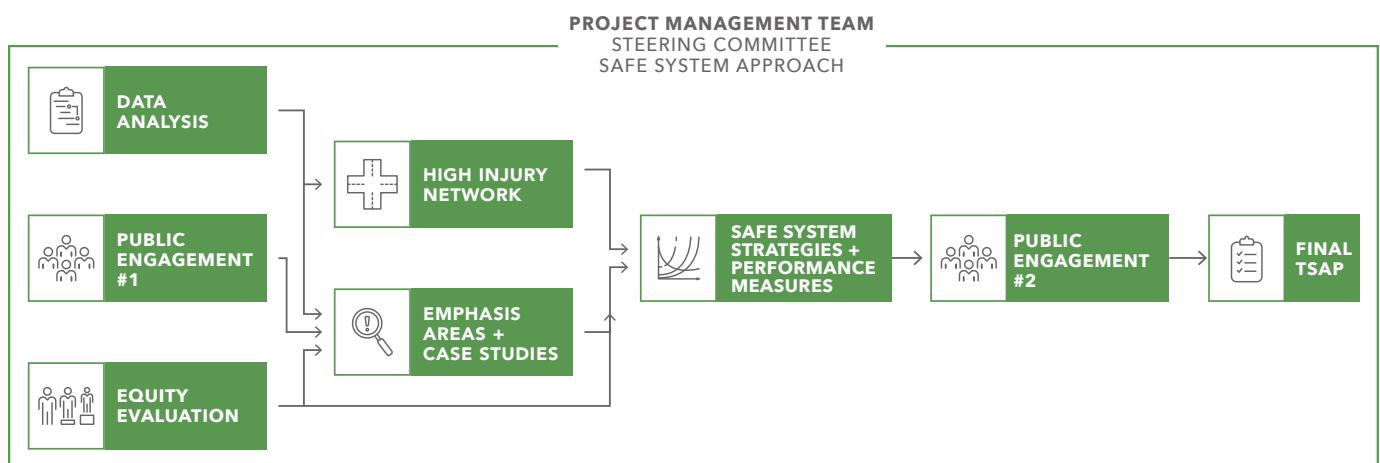 PROJECT MANAGEMENT TEAM
STEERING COMMITTEE
SAFE SYSTEM APPROACH
DATA
ANALYSIS
PUBLIC
ENGAGEMENT
#1
EQUITY
EVALUATION
HIGH INJURY
NETWORK
EMPHASIS
AREAS +
CASE STUDIES
SAFE SYSTEM
STRATEGIES +
PERFORMANCE
MEASURES
PUBLIC
ENGAGEMENT
#2
FINAL
TSAP